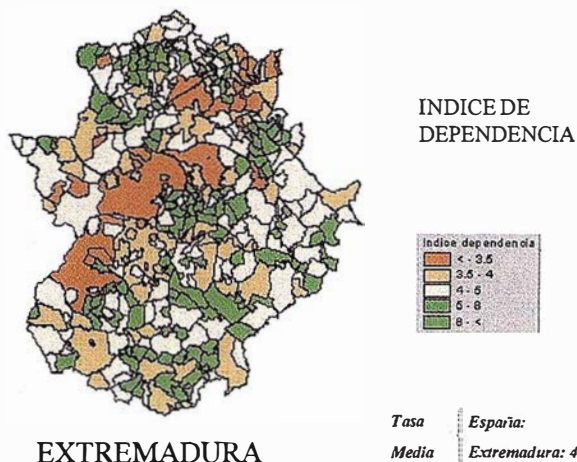 INDICE DE
DEPENDENCIA
Indice dependencia
< - 3.5
3.5 - 4
4 - 5
5 - 8
8 - <
EXTREMADURA
Tasa España:
Media Extremadura: 4